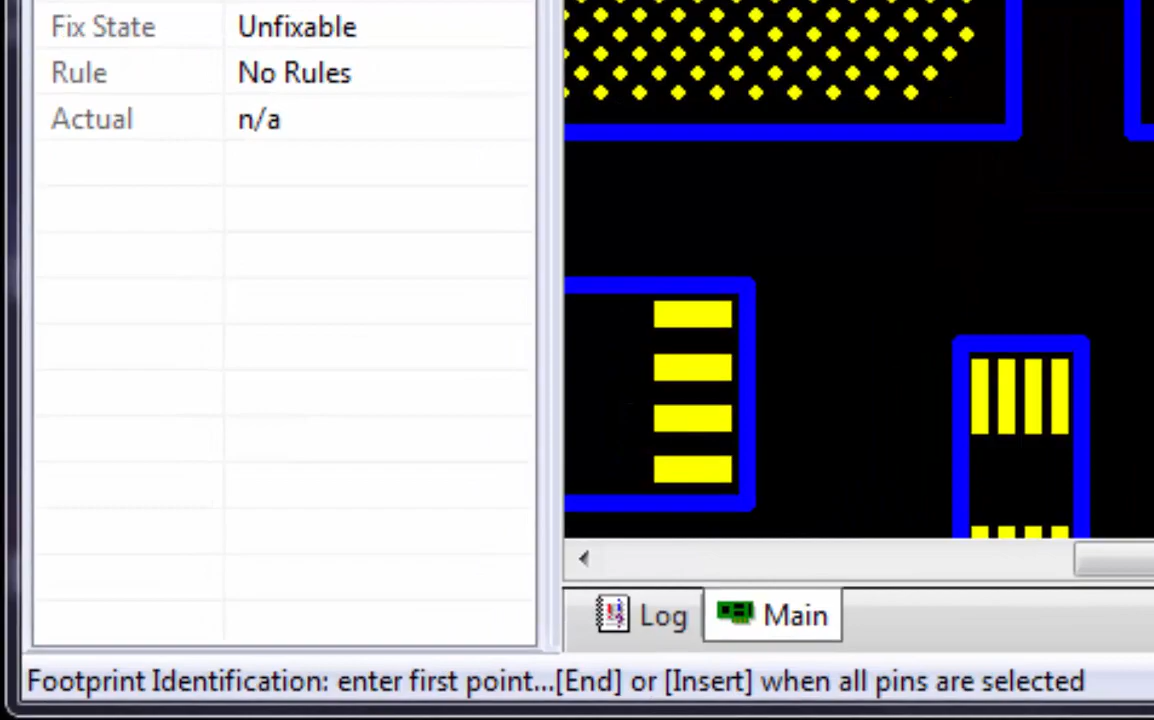 Fix State Unfixable
Rule No Rules
Actual n/a
Log Main
Footprint Identification: enter first point...[End] or [Insert] when all pins are selected